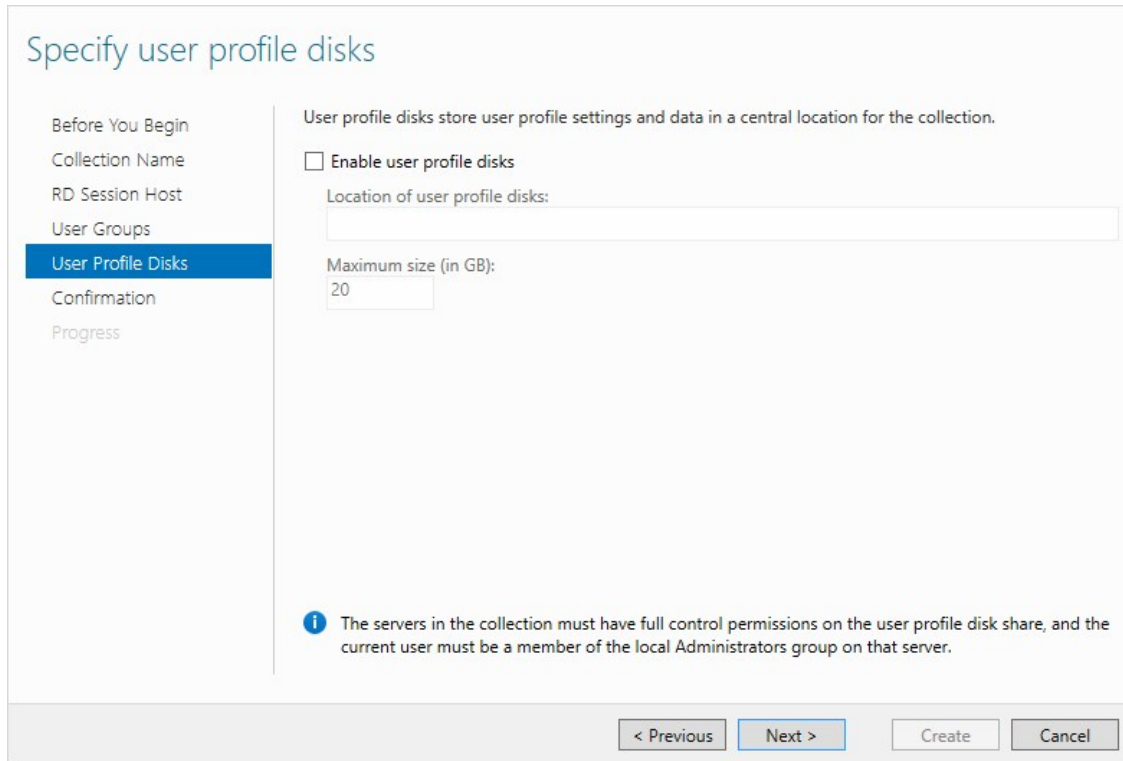 Specify user profile disks
Before You Begin
Collection Name
RD Session Host
User Groups
User Profile Disks
Confirmation
Progress
User profile disks store user profile settings and data in a central location for the collection.
Enable user profile disks
Location of user profile disks:
Maximum size (in GB):
20
The servers in the collection must have full control permissions on the user profile disk share, and the
current user must be a member of the local Administrators group on that server.
< Previous
Next >
Create
Cancel